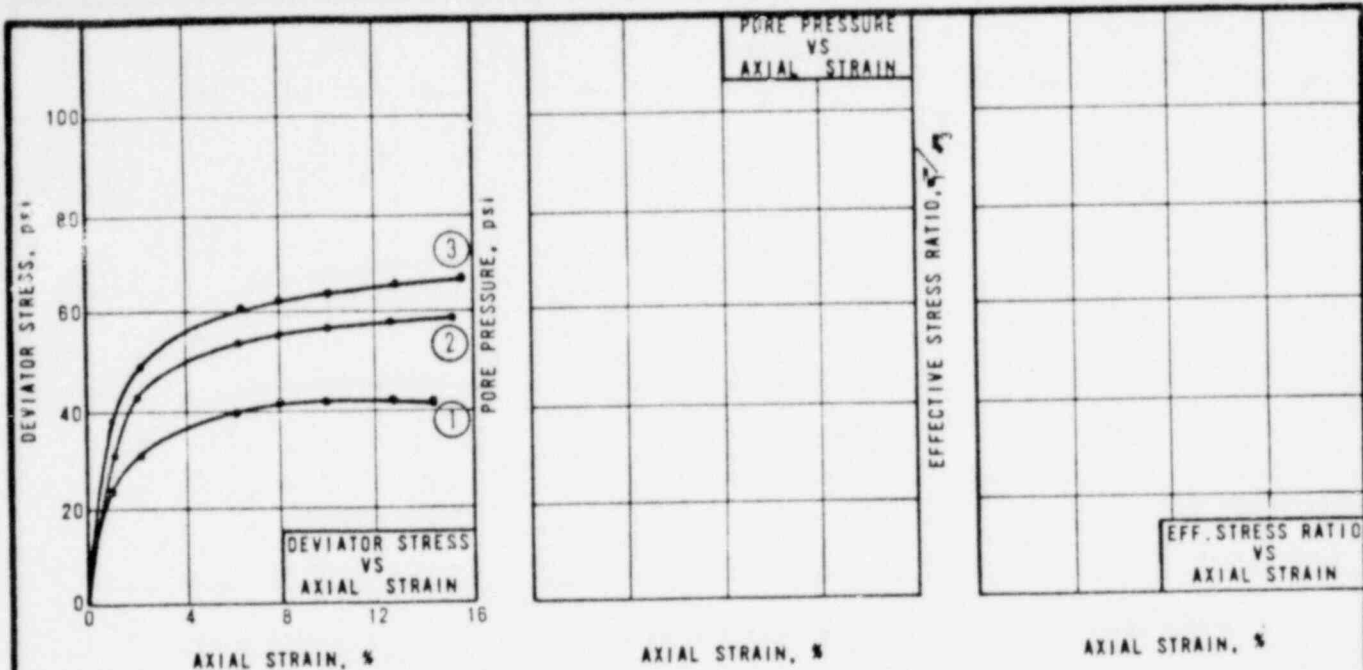 DEVIATOR STRESS, psi
100
80
60
40
20
0
0
4
8
12
16
3
2
1
DEVIATOR STRESS
VS
AXIAL STRAIN
AXIAL STRAIN, %
PORE PRESSURE, psi
PORE PRESSURE
VS
AXIAL STRAIN
AXIAL STRAIN, %
EFFECTIVE STRESS RATIO,
EFF. STRESS RATIO
VS
AXIAL STRAIN
AXIAL STRAIN, %